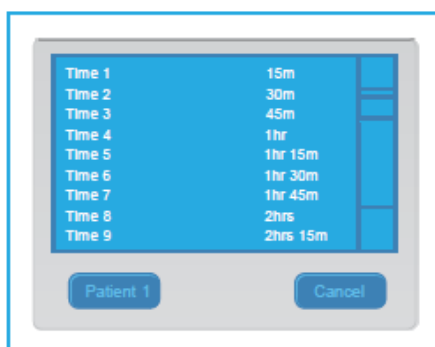 Time 1 15m
Time 2 30m
Time 3 45m
Time 4 1hr
Time 5 1hr 15m
Time 6 1hr 30m
Time 7 1hr 45m
Time 8 2hrs
Time 9 2hrs 15m
Patient 1 Cancel